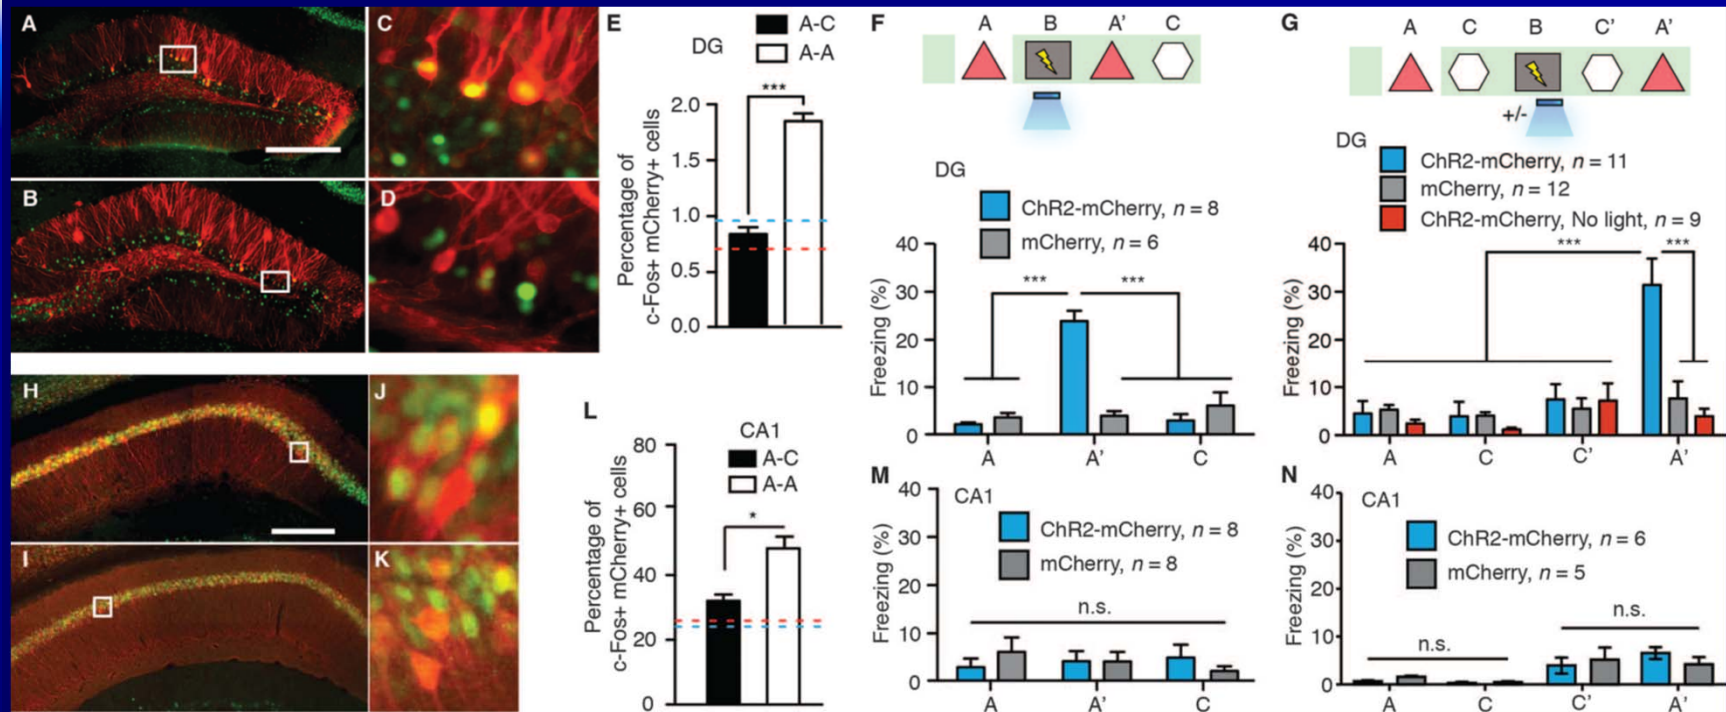 A
B
C
D
E
DG
A-C
A-A
***
Percentage of
c-Fos+ mCherry+ cells
2.0
1.5
1.0
0.5
0.0
F
A B A’ C
DG
ChR2-mCherry, n = 8
mCherry, n = 6
Freezing (%)
40
30
20
10
0
*** ***
A A’ C
G
A C B C’ A’
+/-
DG
ChR2-mCherry, n = 11
mCherry, n = 12
ChR2-mCherry, No light, n = 9
Freezing (%)
40
30
20
10
0
*** ***
A C C’ A’
H
I
J
K
L
CA1
A-C
A-A
*
Percentage of
c-Fos+ mCherry+ cells
80
60
40
20
0
M
CA1
ChR2-mCherry, n = 8
mCherry, n = 8
Freezing (%)
40
30
20
10
0
n.s.
A A’ C
N
CA1
ChR2-mCherry, n = 6
mCherry, n = 5
Freezing (%)
40
30
20
10
0
n.s.
n.s.
A C C’ A’